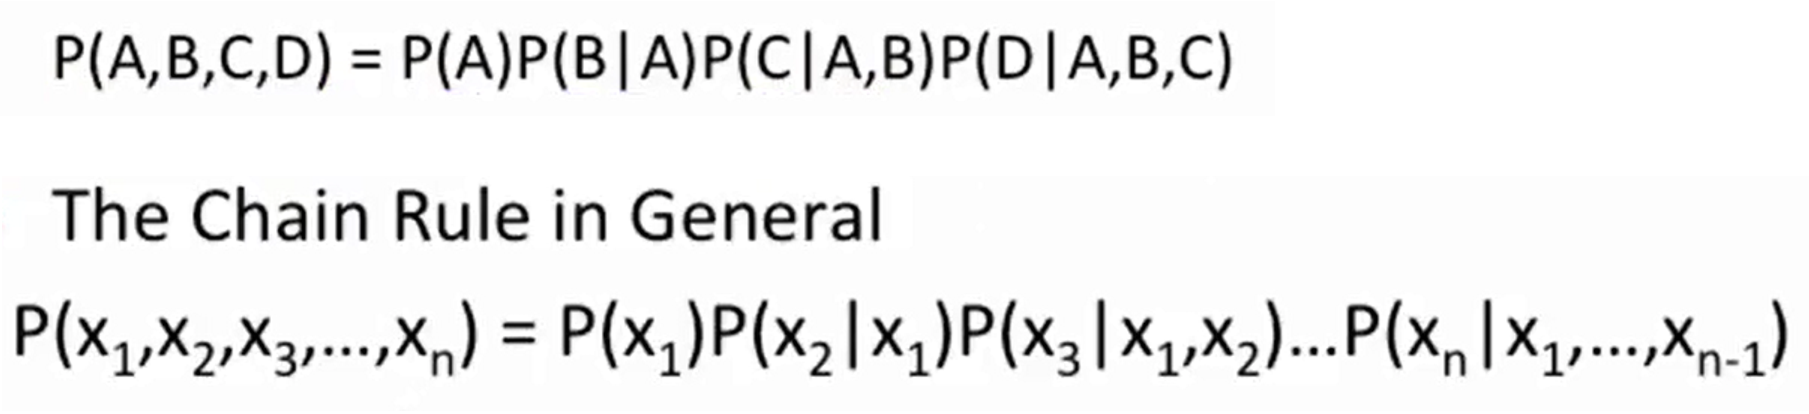 P(A,B,C,D) = P(A)P(B|A)P(C|A,B)P(D|A,B,C)
The Chain Rule in General
P(x₁,x₂,x₃,...,xₙ) = P(x₁)P(x₂|x₁)P(x₃|x₁,x₂)...P(xₙ|x₁,...,xₙ₋₁)